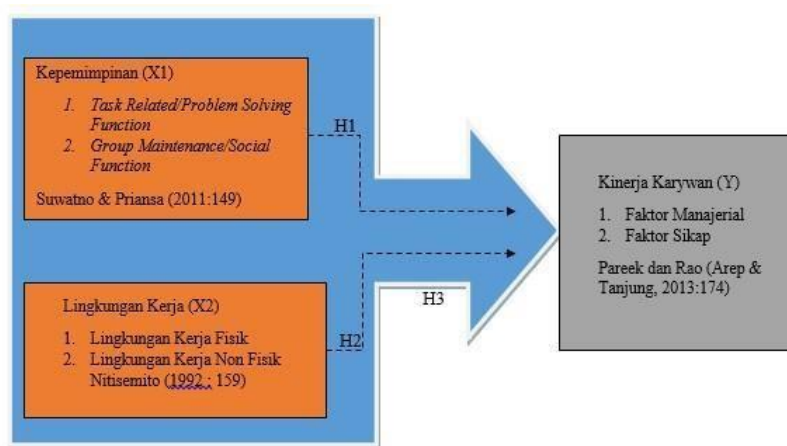 Kepemimpinan (X1)
1. Task Related/Problem Solving
Function
2. Group Maintenance/Social
Function
Suwatno & Priansa (2011:149)
H1
Lingkungan Kerja (X2)
1. Lingkungan Kerja Fisik
2. Lingkungan Kerja Non Fisik
Nitisemito (1992 : 159)
H2
H3
Kinerja Karywan (Y)
1. Faktor Manajerial
2. Faktor Sikap
Pareek dan Rao (Arep &
Tanjung, 2013:174)